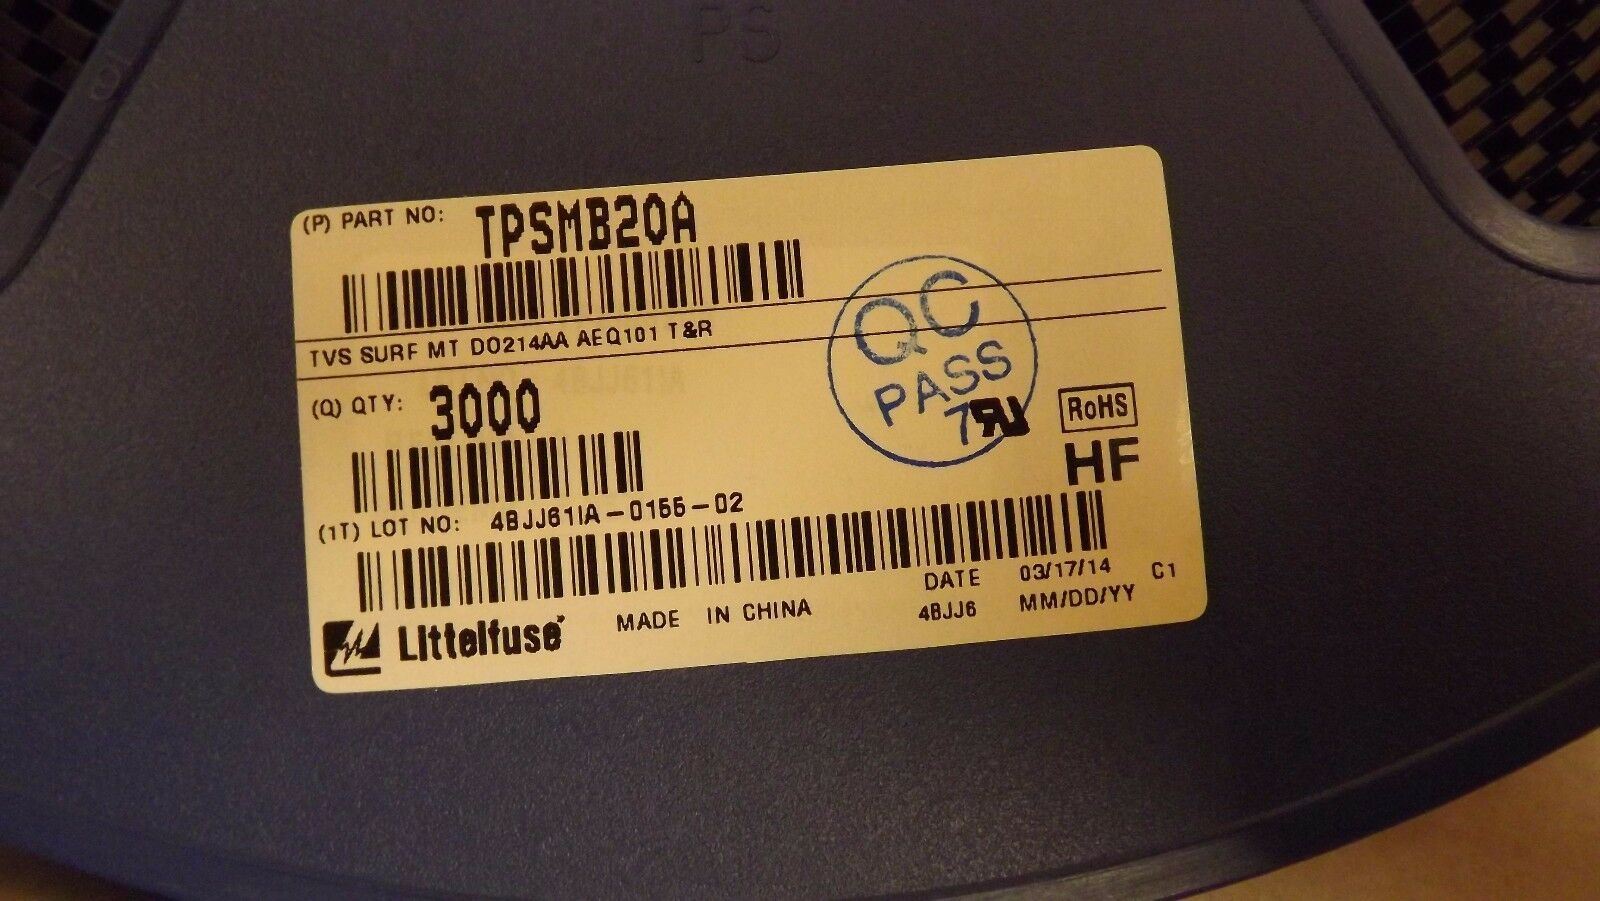 PS
(P) PART NO: TPSMB20A
TVS SURF MT DO214AA AEQ101 T&R
(Q) QTY: 3000
QC
PASS
7
RoHS
HF
(1T) LOT NO: 4BJJ61IA-0155-02
DATE 03/17/14 C1
Littelfuse MADE IN CHINA 4BJJ6 MM/DD/YY